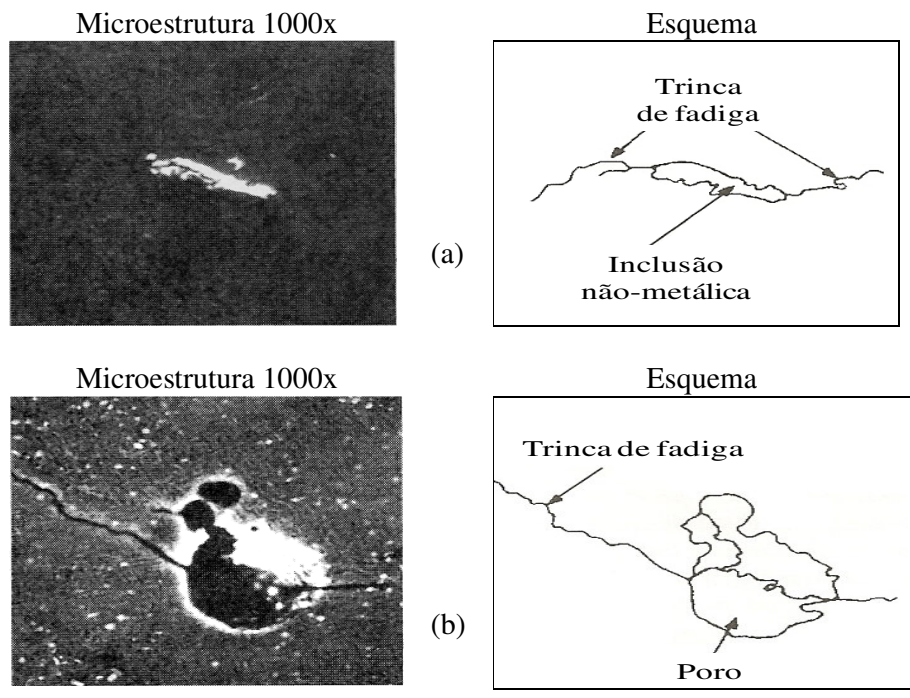 Microestrutura 1000x
Esquema
Trinca
de fadiga
(a)
Inclusão
não-metálica
Microestrutura 1000x
Esquema
Trinca de fadiga
(b)
Poro